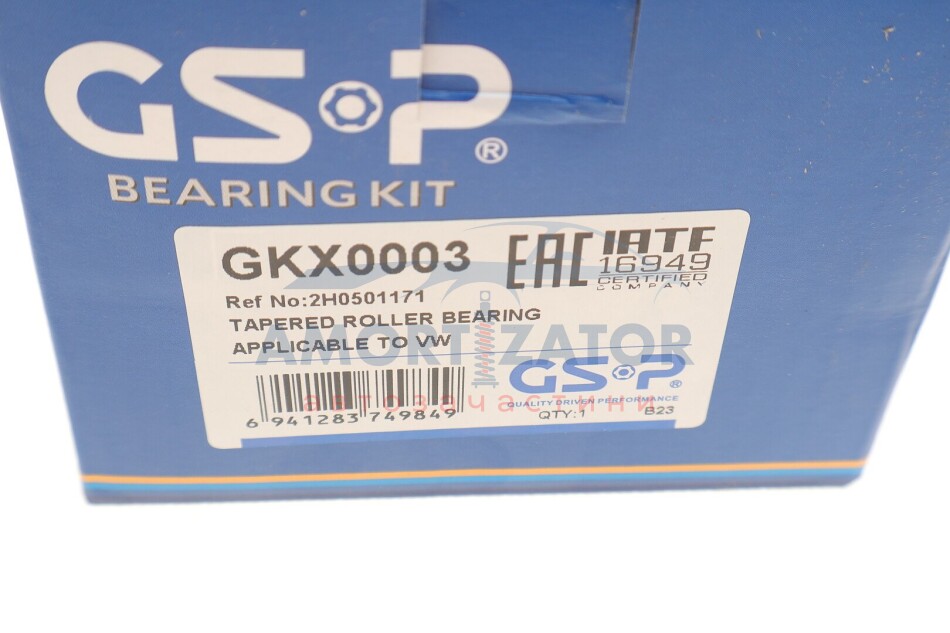 GSP®
BEARING KIT
GKX0003
EAC
IATF
16949
CERTIFIED
COMPANY
Ref No:2H0501171
TAPERED ROLLER BEARING
APPLICABLE TO VW
AMORTIZATOR
автозапчастини
GSP®
QUALITY DRIVEN PERFORMANCE
6 941283 749849
QTY:1
B23